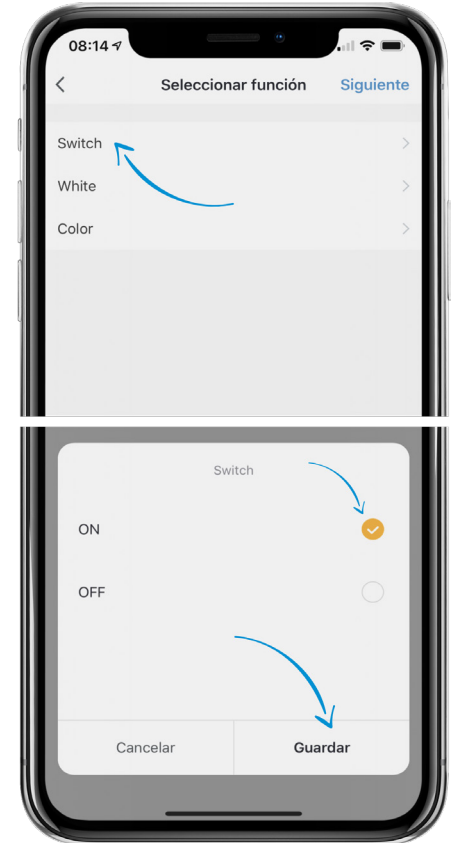 08:14
Seleccionar función Siguiente
Switch
White
Color
Switch
ON
OFF
Cancelar Guardar